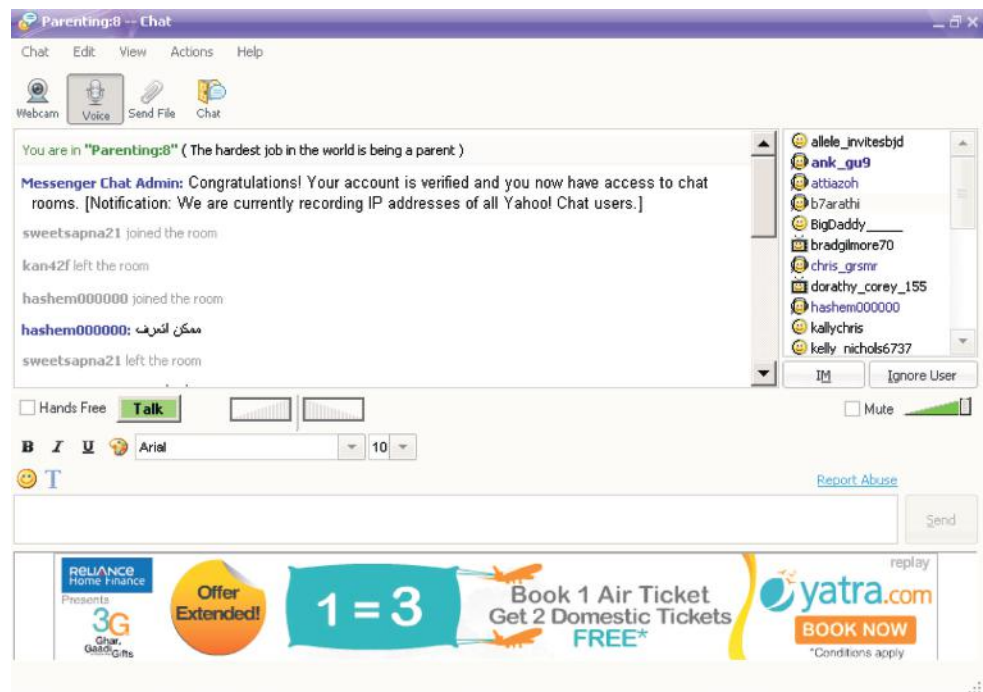 Parenting:8 -- Chat
Chat Edit View Actions Help
Webcam Voice Send File Chat
You are in "Parenting:8" ( The hardest job in the world is being a parent )
Messenger Chat Admin: Congratulations! Your account is verified and you now have access to chat
rooms. [Notification: We are currently recording IP addresses of all Yahoo! Chat users.]
sweetsapna21 joined the room
kan42f left the room
hashem000000 joined the room
hashem000000: ممكن اتعرف
sweetsapna21 left the room
allele_invitesbjd
ank_gu9
attiazoh
b7arathi
BigDaddy_____
bradgilmore70
chris_grsmr
dorathy_corey_155
hashem000000
kallychris
kelly_nichols6737
IM Ignore User
Hands Free Talk Mute
B I U Arial 10
T Report Abuse
Send
RELIANCE
Home Finance
Presents
3G
Ghar,
Gaadi,
Gifts
Offer
Extended!
1 = 3
Book 1 Air Ticket
Get 2 Domestic Tickets
FREE*
replay
yatra.com
BOOK NOW
*Conditions apply